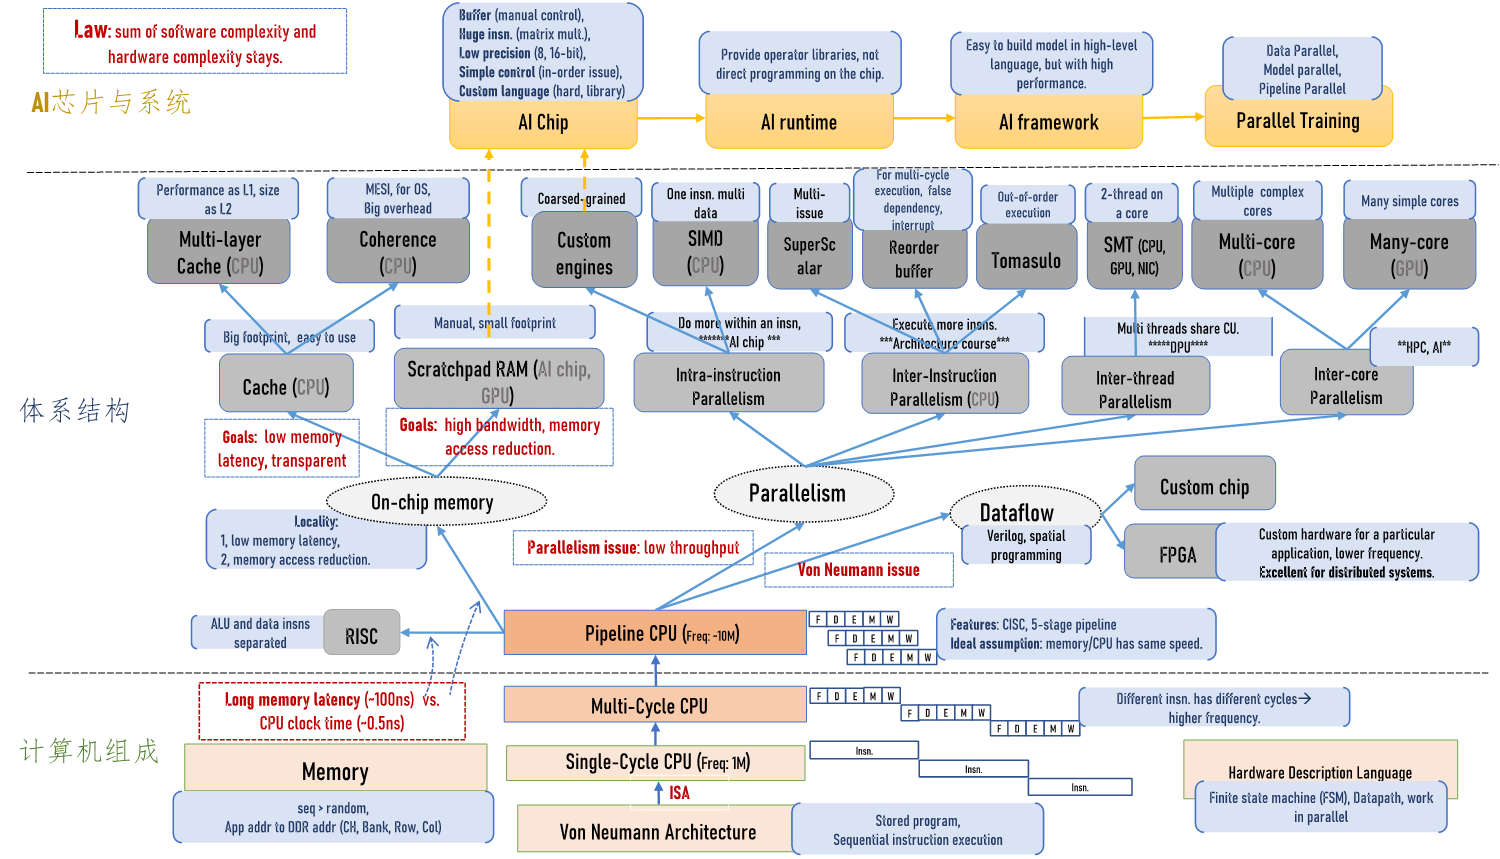 Law: sum of software complexity and
hardware complexity stays.
AI芯片与系统
Buffer (manual control),
Huge insn. (matrix mult.),
Low precision (8, 16-bit),
Simple control (in-order issue),
Custom language (hard, library)
AI Chip
Provide operator libraries, not
direct programming on the chip.
AI runtime
Easy to build model in high-level
language, but with high
performance.
AI framework
Data Parallel,
Model parallel,
Pipeline Parallel
Parallel Training
Performance as L1, size
as L2
Multi-layer
Cache (CPU)
MESI, for OS,
Big overhead
Coherence
(CPU)
Coarsed-grained
Custom
engines
One insn. multi
data
SIMD
(CPU)
Multi-
issue
SuperSc
alar
For multi-cycle
execution, false
dependency,
interrupt
Reorder
buffer
Out-of-order
execution
Tomasulo
2-thread on
a core
SMT (CPU,
GPU, NIC)
Multiple complex
cores
Multi-core
(CPU)
Many simple cores
Many-core
(GPU)
Big footprint, easy to use
Cache (CPU)
Manual, small footprint
Scratchpad RAM (AI chip,
GPU)
Do more within an insn,
*******AI chip ***
Intra-instruction
Parallelism
Execute more insns.
***Architecture course***
Inter-Instruction
Parallelism (CPU)
Multi threads share CU.
*****DPU****
Inter-thread
Parallelism
**HPC, AI**
Inter-core
Parallelism
体系结构
Goals: low memory
latency, transparent
Goals: high bandwidth, memory
access reduction.
On-chip memory
Locality:
1, low memory latency,
2, memory access reduction.
Parallelism
Parallelism issue: low throughput
Von Neumann issue
Dataflow
Verilog, spatial
programming
Custom chip
FPGA
Custom hardware for a particular
application, lower frequency.
Excellent for distributed systems.
ALU and data insns
separated
RISC
Pipeline CPU (Freq: ~10M)
F D E M W
F D E M W
F D E M W
Features: CISC, 5-stage pipeline
Ideal assumption: memory/CPU has same speed.
Long memory latency (~100ns) vs.
CPU clock time (~0.5ns)
Multi-Cycle CPU
F D E M W
F D E M W
F D E M W
Different insn. has different cycles→
higher frequency.
计算机组成
Memory
seq > random,
App addr to DDR addr (CH, Bank, Row, Col)
Single-Cycle CPU (Freq: 1M)
Insn.
Insn.
Insn.
ISA
Von Neumann Architecture
Stored program,
Sequential instruction execution
Hardware Description Language
Finite state machine (FSM), Datapath, work
in parallel